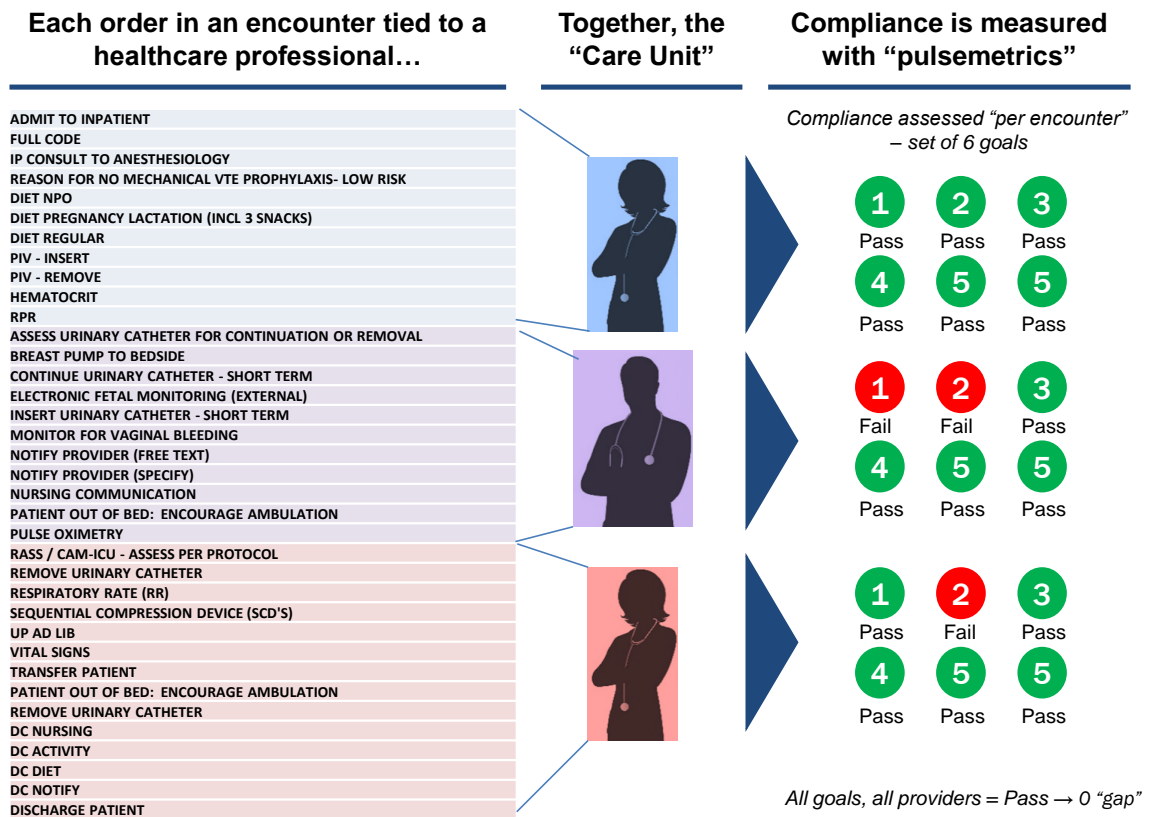 Each order in an encounter tied to a
healthcare professional…
Together, the
“Care Unit”
Compliance is measured
with “pulsemetrics”
ADMIT TO INPATIENT
FULL CODE
IP CONSULT TO ANESTHESIOLOGY
REASON FOR NO MECHANICAL VTE PROPHYLAXIS- LOW RISK
DIET NPO
DIET PREGNANCY LACTATION (INCL 3 SNACKS)
DIET REGULAR
PIV - INSERT
PIV - REMOVE
HEMATOCRIT
RPR
ASSESS URINARY CATHETER FOR CONTINUATION OR REMOVAL
BREAST PUMP TO BEDSIDE
CONTINUE URINARY CATHETER - SHORT TERM
ELECTRONIC FETAL MONITORING (EXTERNAL)
INSERT URINARY CATHETER - SHORT TERM
MONITOR FOR VAGINAL BLEEDING
NOTIFY PROVIDER (FREE TEXT)
NOTIFY PROVIDER (SPECIFY)
NURSING COMMUNICATION
PATIENT OUT OF BED:  ENCOURAGE AMBULATION
PULSE OXIMETRY
RASS / CAM-ICU - ASSESS PER PROTOCOL
REMOVE URINARY CATHETER
RESPIRATORY RATE (RR)
SEQUENTIAL COMPRESSION DEVICE (SCD'S)
UP AD LIB
VITAL SIGNS
TRANSFER PATIENT
PATIENT OUT OF BED:  ENCOURAGE AMBULATION
REMOVE URINARY CATHETER
DC NURSING
DC ACTIVITY
DC DIET
DC NOTIFY
DISCHARGE PATIENT
Compliance assessed “per encounter”
– set of 6 goals
1 2 3
Pass Pass Pass
4 5 5
Pass Pass Pass
1 2 3
Fail Fail Pass
4 5 5
Pass Pass Pass
1 2 3
Pass Fail Pass
4 5 5
Pass Pass Pass
All goals, all providers = Pass → 0 “gap”